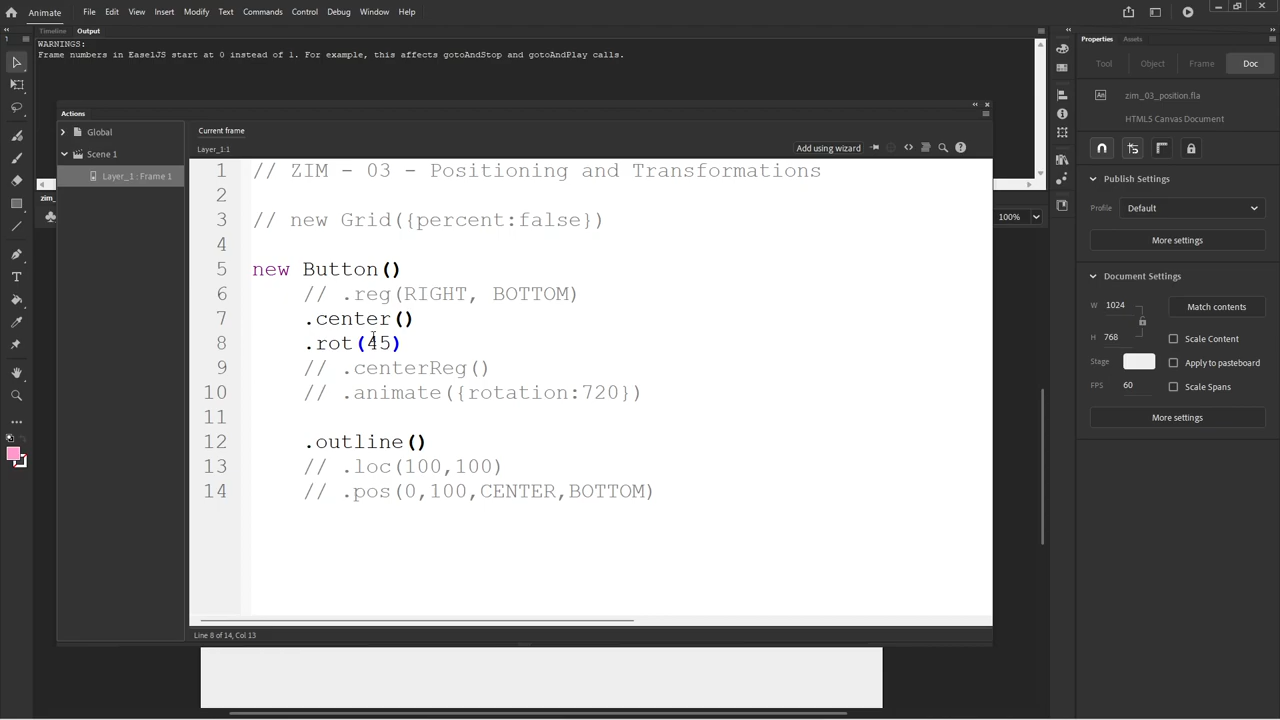 Animate
File Edit View Insert Modify Text Commands Control Debug Window Help
Timeline Output
WARNINGS:
Frame numbers in EaselJS start at 0 instead of 1. For example, this affects gotoAndStop and gotoAndPlay calls.
Actions
Global
Scene 1
Layer_1 : Frame 1
Current frame
Layer_1:1
Add using wizard
1 // ZIM - 03 - Positioning and Transformations
2
3 // new Grid({percent:false})
4
5 new Button()
6 // .reg(RIGHT, BOTTOM)
7 .center()
8 .rot(45)
9 // .centerReg()
10 // .animate({rotation:720})
11
12 .outline()
13 // .loc(100,100)
14 // .pos(0,100,CENTER,BOTTOM)
Line 8 of 14, Col 13
zim_
100%
Properties Assets
Tool Object Frame Doc
An zim_03_position.fla
HTML5 Canvas Document
Publish Settings
Profile Default
More settings
Document Settings
W 1024 Match contents
H 768 Scale Content
Stage Apply to pasteboard
FPS 60 Scale Spans
More settings